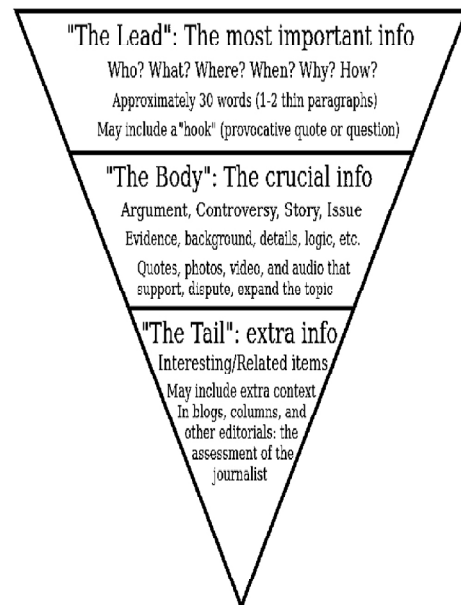 "The Lead": The most important info
Who? What? Where? When? Why? How?
Approximately 30 words (1-2 thin paragraphs)
May include a "hook" (provocative quote or question)
"The Body": The crucial info
Argument, Controversy, Story, Issue
Evidence, background, details, logic, etc.
Quotes, photos, video, and audio that
support, dispute, expand the topic
"The Tail": extra info
Interesting/Related items
May include extra context
In blogs, columns, and
other editorials: the
assessment of the
journalist